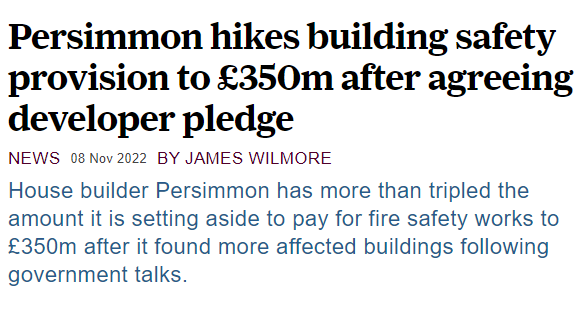 Persimmon hikes building safety
provision to £350m after agreeing
developer pledge
NEWS 08 Nov 2022 BY JAMES WILMORE
House builder Persimmon has more than tripled the
amount it is setting aside to pay for fire safety works to
£350m after it found more affected buildings following
government talks.